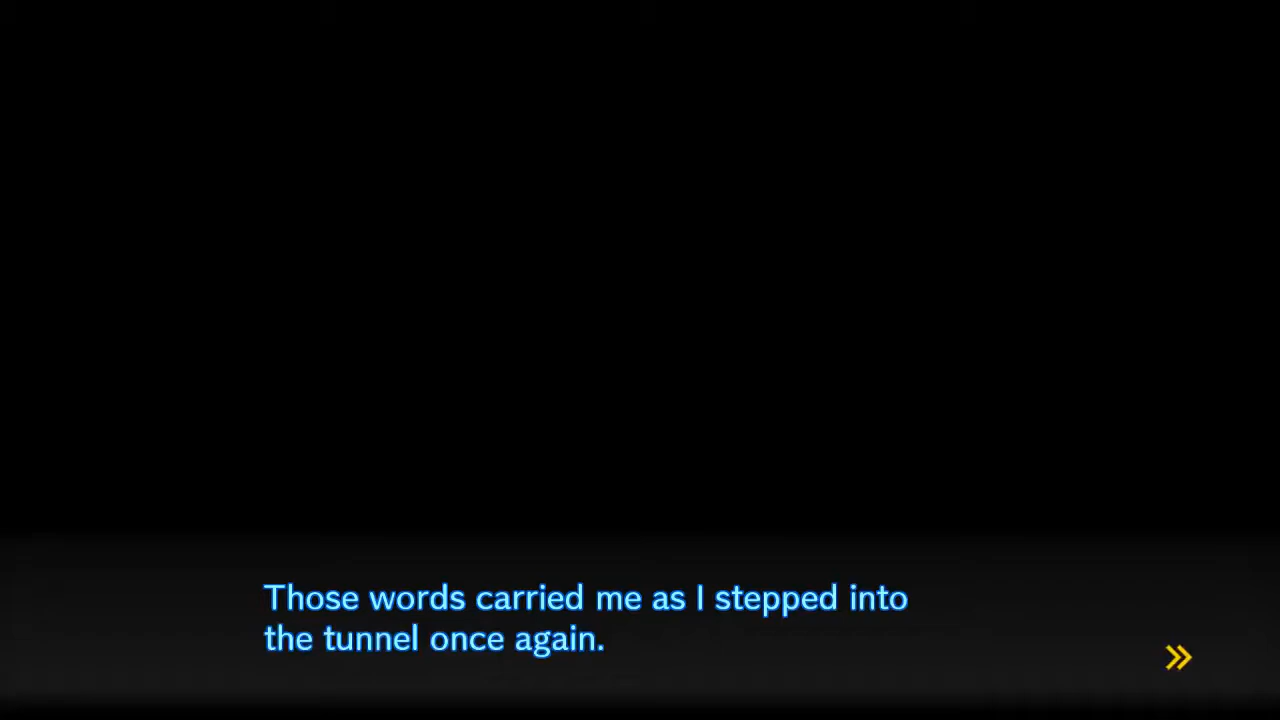 Those words carried me as I stepped into
the tunnel once again.